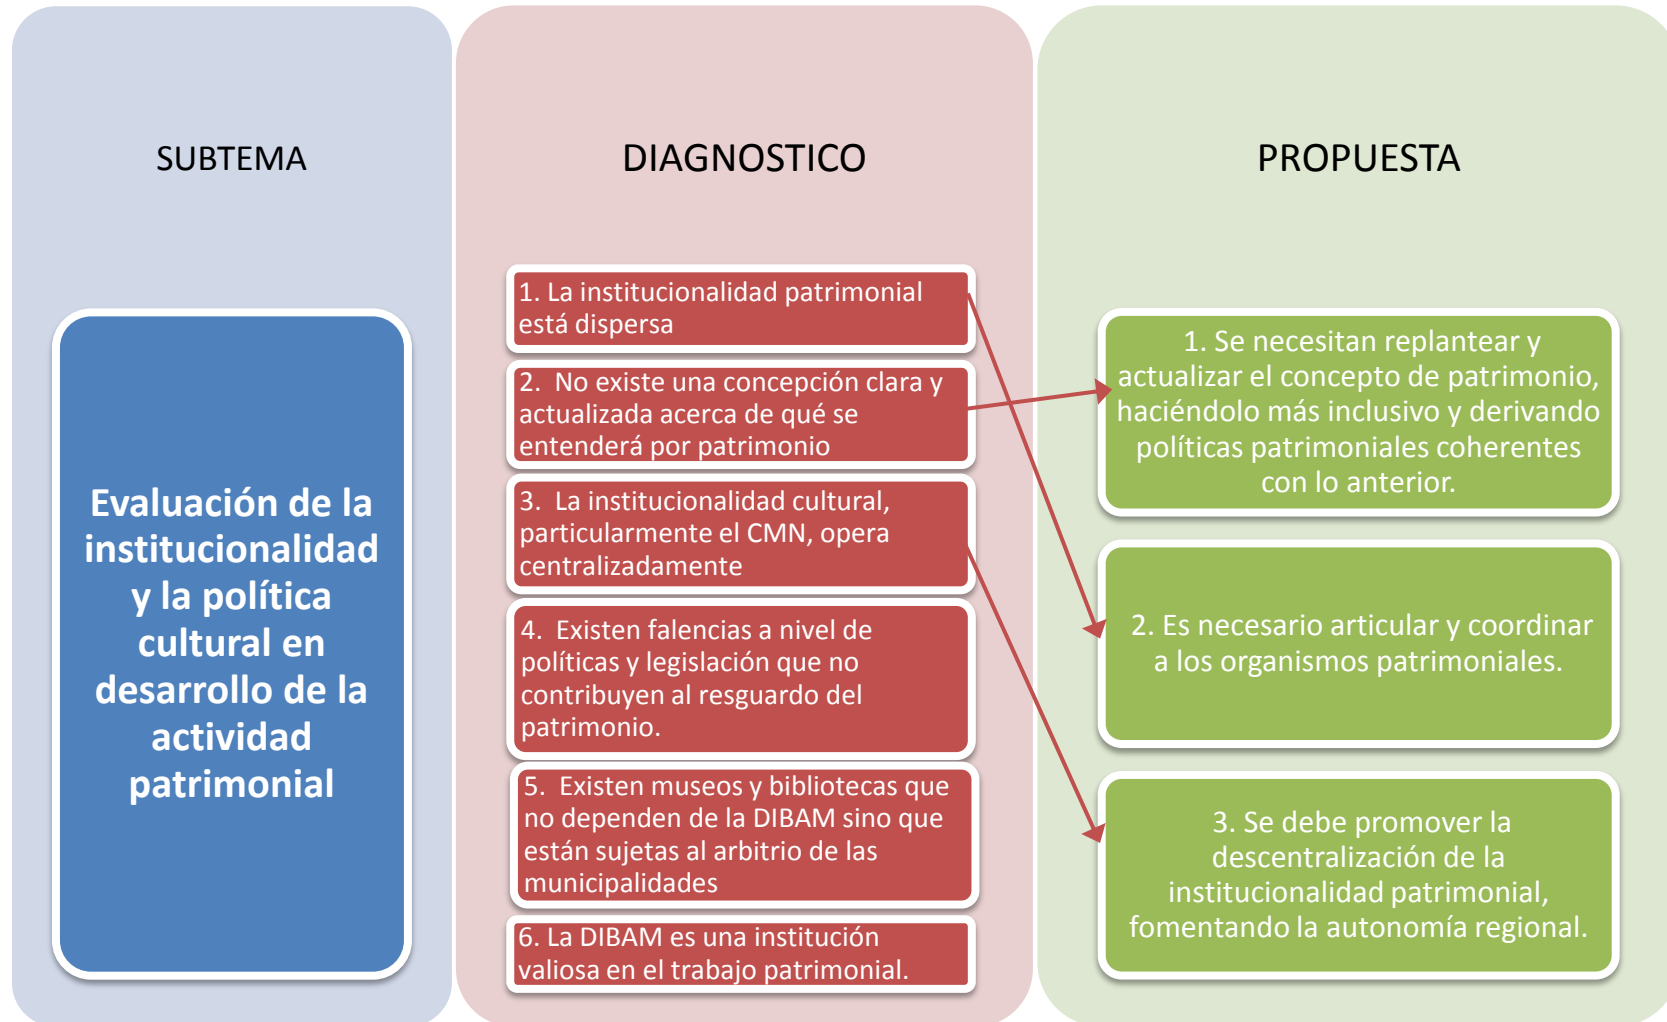 SUBTEMA
Evaluación de la
institucionalidad
y la política
cultural en
desarrollo de la
actividad
patrimonial
DIAGNOSTICO
1. La institucionalidad patrimonial
está dispersa
2. No existe una concepción clara y
actualizada acerca de qué se
entenderá por patrimonio
3. La institucionalidad cultural,
particularmente el CMN, opera
centralizadamente
4. Existen falencias a nivel de
políticas y legislación que no
contribuyen al resguardo del
patrimonio.
5. Existen museos y bibliotecas que
no dependen de la DIBAM sino que
están sujetas al arbitrio de las
municipalidades
6. La DIBAM es una institución
valiosa en el trabajo patrimonial.
PROPUESTA
1. Se necesitan replantear y
actualizar el concepto de patrimonio,
haciéndolo más inclusivo y derivando
políticas patrimoniales coherentes
con lo anterior.
2. Es necesario articular y coordinar
a los organismos patrimoniales.
3. Se debe promover la
descentralización de la
institucionalidad patrimonial,
fomentando la autonomía regional.